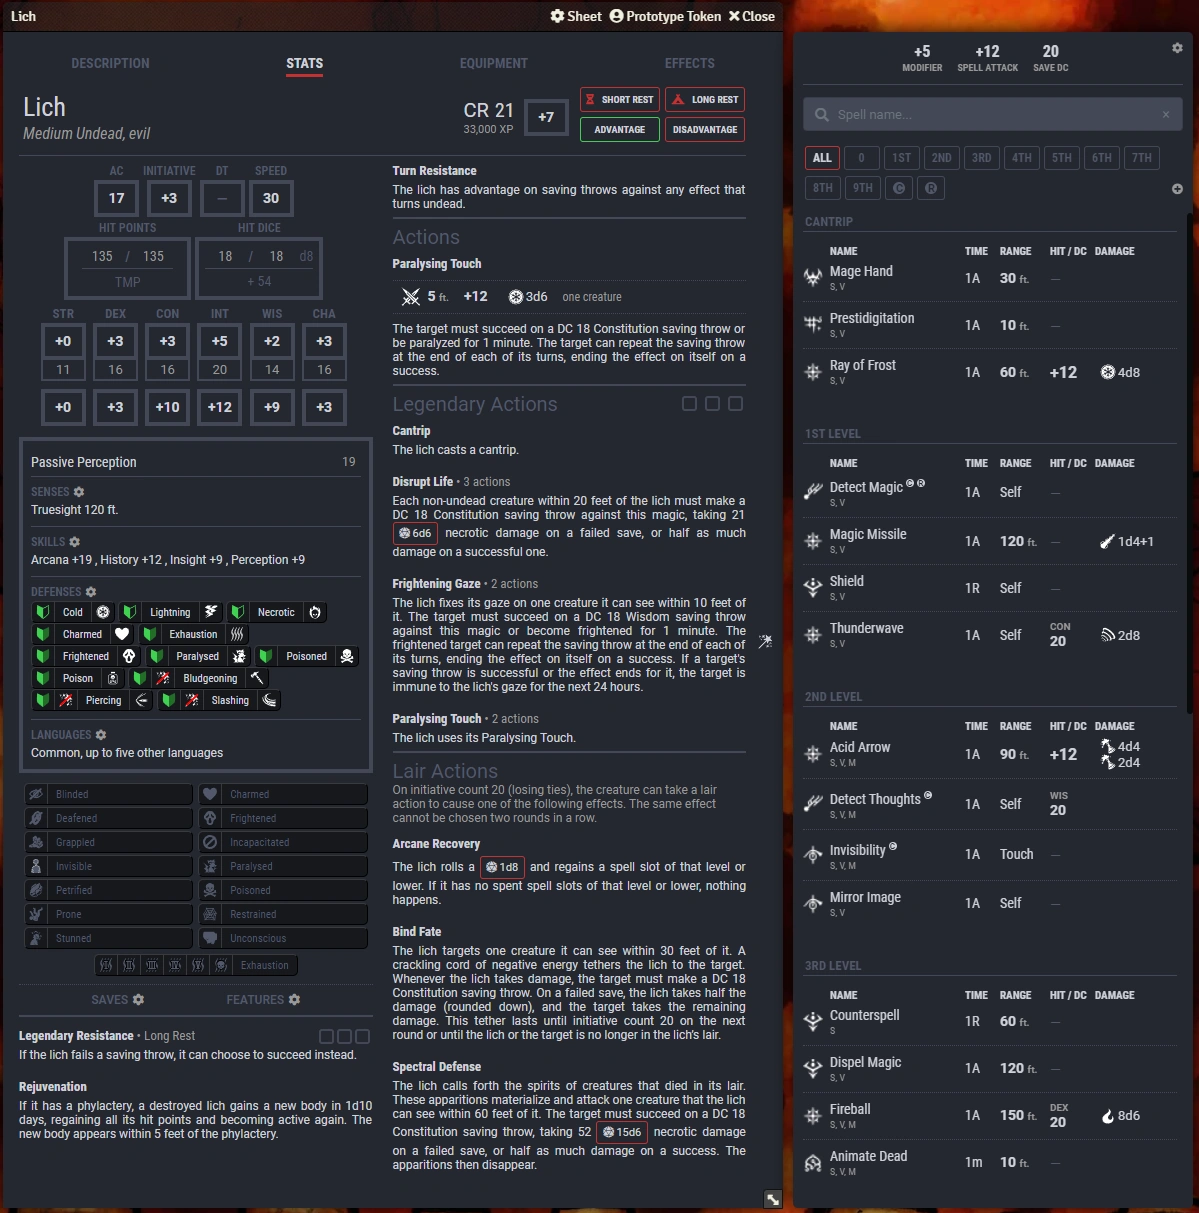 Lich
Sheet Prototype Token Close
DESCRIPTION STATS EQUIPMENT EFFECTS
Lich
Medium Undead, evil
CR 21
33,000 XP
+7
SHORT REST LONG REST
ADVANTAGE DISADVANTAGE
AC INITIATIVE DT SPEED
17 +3 — 30
HIT POINTS HIT DICE
135 / 135 18 / 18 d8
TMP + 54
STR DEX CON INT WIS CHA
+0 +3 +3 +5 +2 +3
11 16 16 20 14 16
+0 +3 +10 +12 +9 +3
Passive Perception 19
SENSES
Truesight 120 ft.
SKILLS
Arcana +19 , History +12 , Insight +9 , Perception +9
DEFENSES
Cold Lightning Necrotic
Charmed Exhaustion
Frightened Paralysed Poisoned
Poison Bludgeoning
Piercing Slashing
LANGUAGES
Common, up to five other languages
Blinded Charmed
Deafened Frightened
Grappled Incapacitated
Invisible Paralysed
Petrified Poisoned
Prone Restrained
Stunned Unconscious
Exhaustion
SAVES FEATURES
Legendary Resistance • Long Rest
If the lich fails a saving throw, it can choose to succeed instead.
Rejuvenation
If it has a phylactery, a destroyed lich gains a new body in 1d10
days, regaining all its hit points and becoming active again. The
new body appears within 5 feet of the phylactery.
Turn Resistance
The lich has advantage on saving throws against any effect that
turns undead.
Actions
Paralysing Touch
5 ft. +12 3d6 one creature
The target must succeed on a DC 18 Constitution saving throw or
be paralyzed for 1 minute. The target can repeat the saving throw
at the end of each of its turns, ending the effect on itself on a
success.
Legendary Actions
Cantrip
The lich casts a cantrip.
Disrupt Life • 3 actions
Each non-undead creature within 20 feet of the lich must make a
DC 18 Constitution saving throw against this magic, taking 21
6d6 necrotic damage on a failed save, or half as much
damage on a successful one.
Frightening Gaze • 2 actions
The lich fixes its gaze on one creature it can see within 10 feet of
it. The target must succeed on a DC 18 Wisdom saving throw
against this magic or become frightened for 1 minute. The
frightened target can repeat the saving throw at the end of each of
its turns, ending the effect on itself on a success. If a target's
saving throw is successful or the effect ends for it, the target is
immune to the lich's gaze for the next 24 hours.
Paralysing Touch • 2 actions
The lich uses its Paralysing Touch.
Lair Actions
On initiative count 20 (losing ties), the creature can take a lair
action to cause one of the following effects. The same effect
cannot be chosen two rounds in a row.
Arcane Recovery
The lich rolls a 1d8 and regains a spell slot of that level or
lower. If it has no spent spell slots of that level or lower, nothing
happens.
Bind Fate
The lich targets one creature it can see within 30 feet of it. A
crackling cord of negative energy tethers the lich to the target.
Whenever the lich takes damage, the target must make a DC 18
Constitution saving throw. On a failed save, the lich takes half the
damage (rounded down), and the target takes the remaining
damage. This tether lasts until initiative count 20 on the next
round or until the lich or the target is no longer in the lich's lair.
Spectral Defense
The lich calls forth the spirits of creatures that died in its lair.
These apparitions materialize and attack one creature that the lich
can see within 60 feet of it. The target must succeed on a DC 18
Constitution saving throw, taking 52 15d6 necrotic damage
on a failed save, or half as much damage on a success. The
apparitions then disappear.
+5 +12 20
MODIFIER SPELL ATTACK SAVE DC
Spell name... ×
ALL 0 1ST 2ND 3RD 4TH 5TH 6TH 7TH
8TH 9TH C R
CANTRIP
NAME TIME RANGE HIT / DC DAMAGE
Mage Hand 1A 30 ft. —
S, V
Prestidigitation 1A 10 ft. —
S, V
Ray of Frost 1A 60 ft. +12 4d8
S, V
1ST LEVEL
NAME TIME RANGE HIT / DC DAMAGE
Detect Magic C R 1A Self —
S, V
Magic Missile 1A 120 ft. — 1d4+1
S, V
Shield 1R Self —
S, V
Thunderwave 1A Self CON 20 2d8
S, V
2ND LEVEL
NAME TIME RANGE HIT / DC DAMAGE
Acid Arrow 1A 90 ft. +12 4d4
S, V, M 2d4
Detect Thoughts C 1A Self WIS 20
S, V, M
Invisibility C 1A Touch —
S, V, M
Mirror Image 1A Self —
S, V
3RD LEVEL
NAME TIME RANGE HIT / DC DAMAGE
Counterspell 1R 60 ft. —
S
Dispel Magic 1A 120 ft. —
S, V
Fireball 1A 150 ft. DEX 20 8d6
S, V, M
Animate Dead 1m 10 ft. —
S, V, M